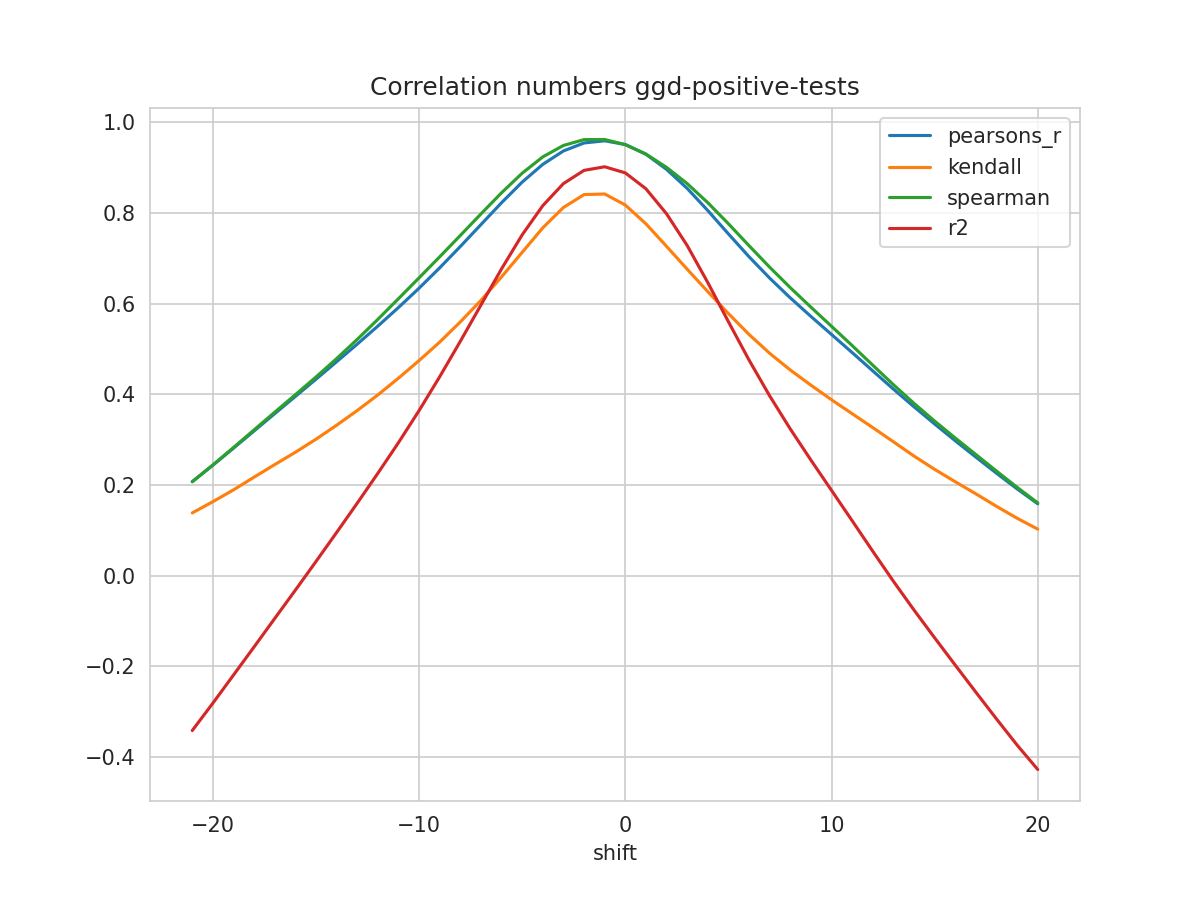 Correlation numbers ggd-positive-tests
1.0
0.8
0.6
0.4
0.2
0.0
−0.2
−0.4
pearsons_r
kendall
spearman
r2
−20
−10
0
10
20
shift